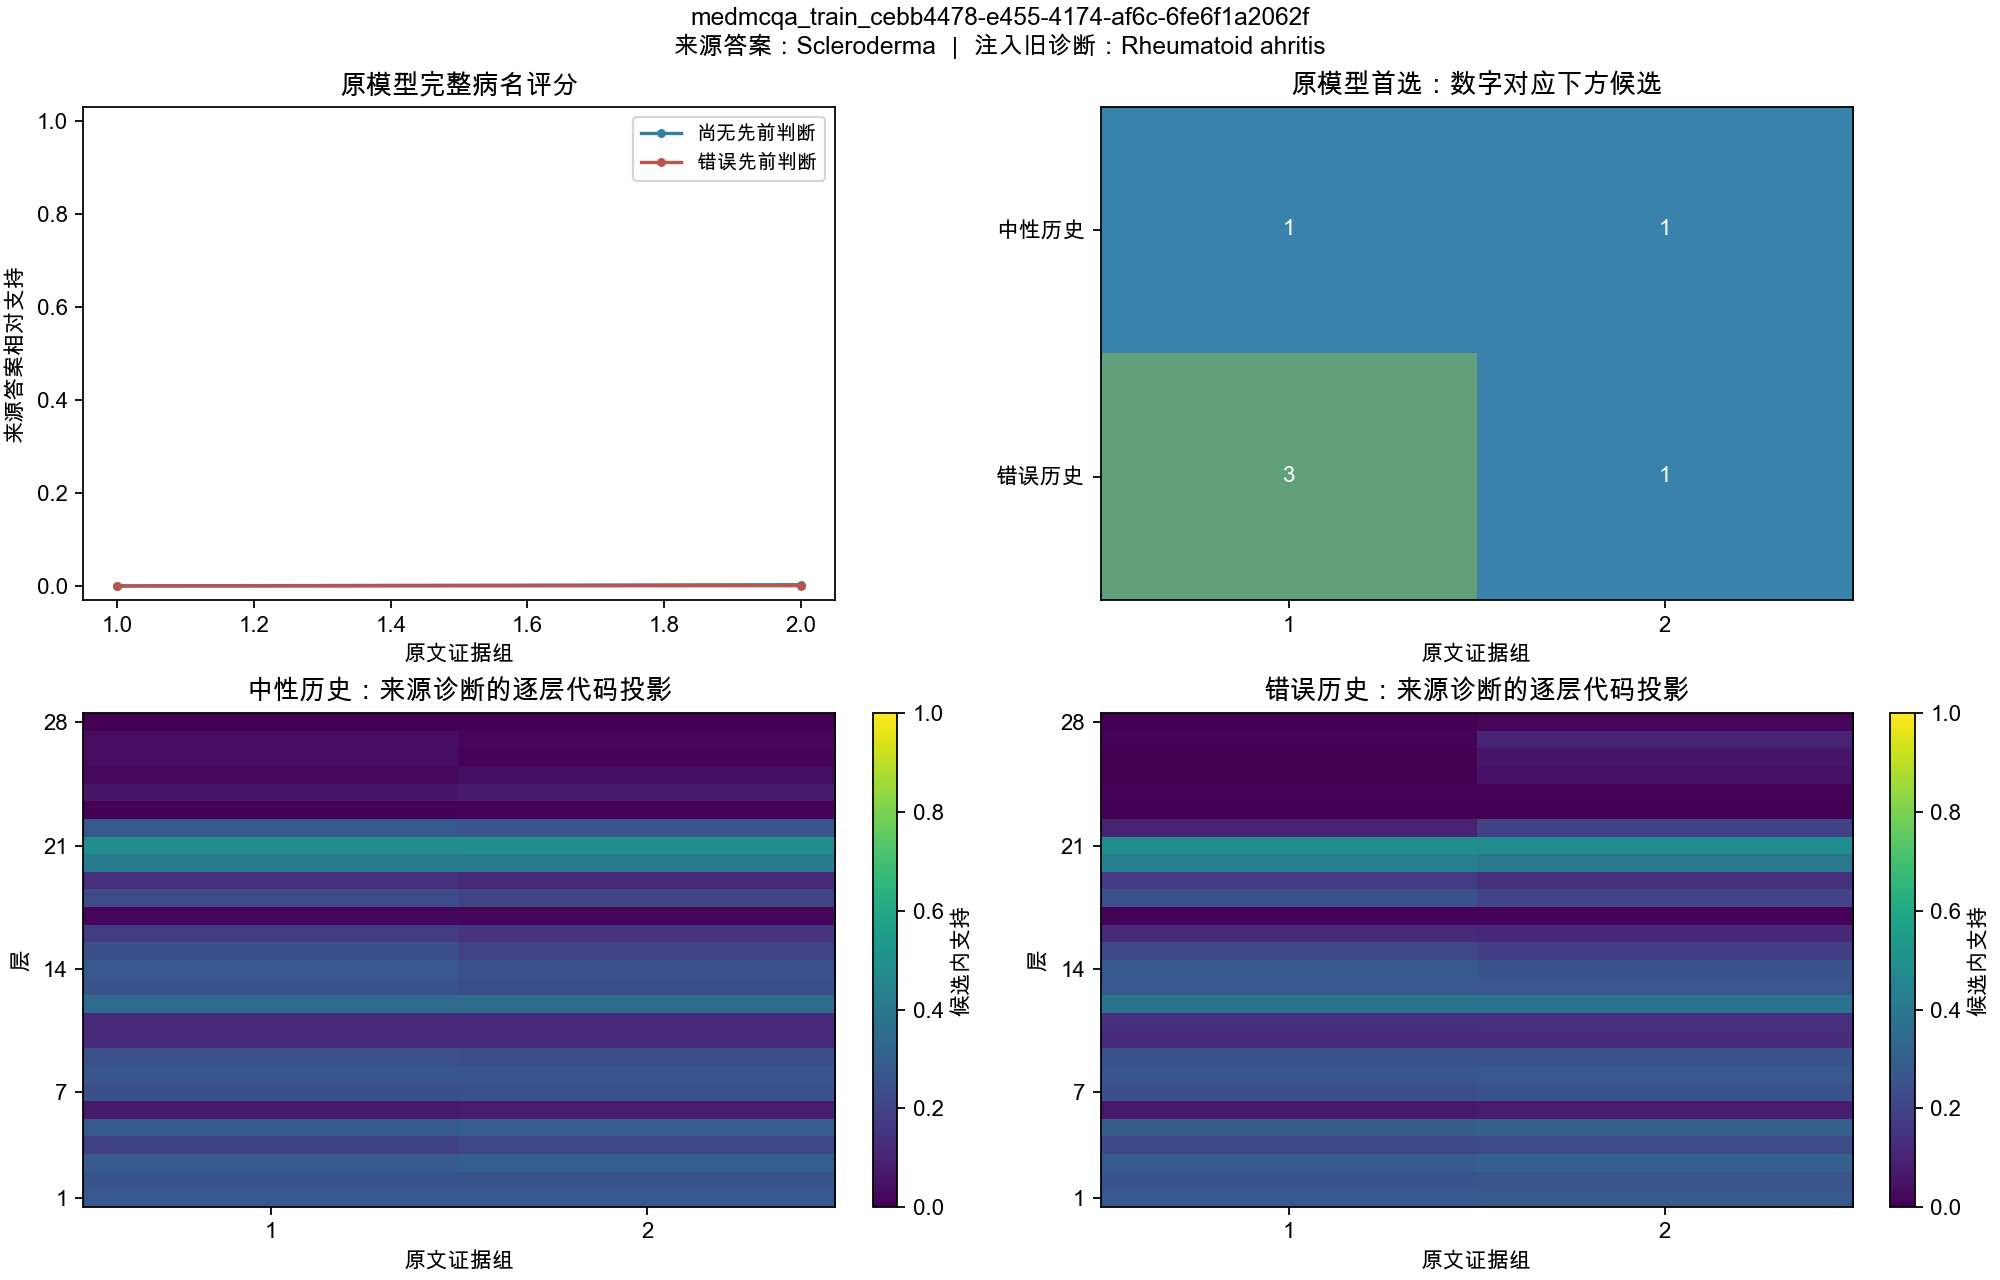 medmcqa_train_cebb4478-e455-4174-af6c-6fe6f1a2062f
来源答案：Scleroderma | 注入旧诊断：Rheumatoid ahritis
原模型完整病名评分
1.0
0.8
0.6
0.4
0.2
0.0
来源答案相对支持
尚无先前判断
错误先前判断
1.0 1.2 1.4 1.6 1.8 2.0
原文证据组
原模型首选：数字对应下方候选
中性历史
错误历史
1 1
3 1
1 2
原文证据组
中性历史：来源诊断的逐层代码投影
28
21
14
7
1
层
1 2
原文证据组
1.0
0.8
0.6
0.4
0.2
0.0
候选内支持
错误历史：来源诊断的逐层代码投影
28
21
14
7
1
层
1 2
原文证据组
1.0
0.8
0.6
0.4
0.2
0.0
候选内支持